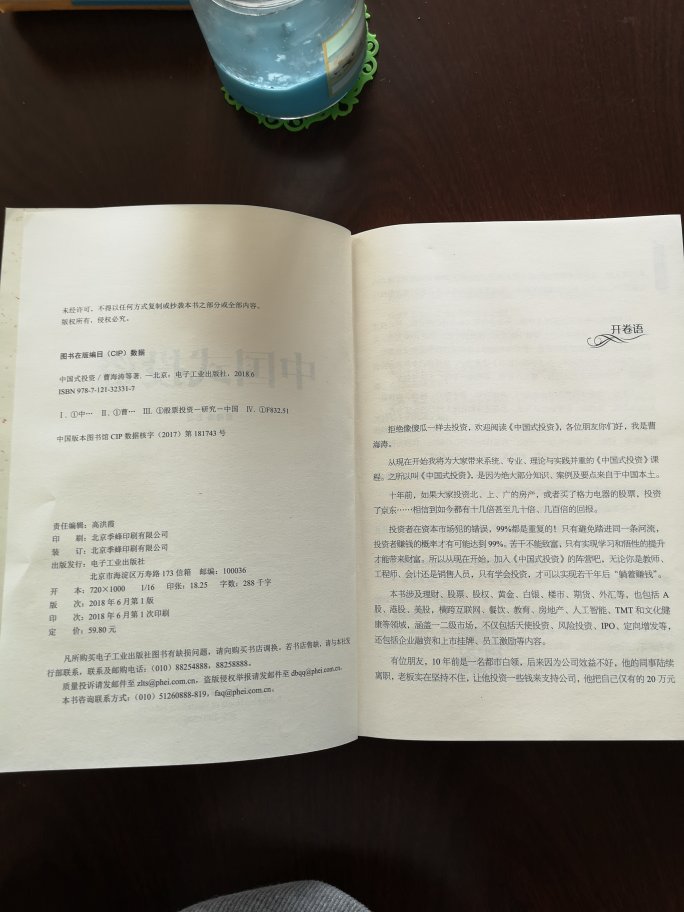 未经许可，不得以任何方式复制或抄袭本书之部分或全部内容。
版权所有，侵权必究。
图书在版编目（CIP）数据
中国式投资 / 曹海涛等著. —北京：电子工业出版社，2018.6
ISBN 978-7-121-32331-7
Ⅰ. ①中… Ⅱ. ①曹… Ⅲ. ①股票投资－研究－中国 Ⅳ. ①F832.51
中国版本图书馆 CIP 数据核字（2017）第 181743 号
责任编辑：高洪霞
印 刷：北京季峰印刷有限公司
装 订：北京季峰印刷有限公司
出版发行：电子工业出版社
北京市海淀区万寿路 173 信箱 邮编：100036
开 本：720×1000 1/16 印张：18.25 字数：288 千字
版 次：2018 年 6 月第 1 版
印 次：2018 年 6 月第 1 次印刷
定 价：59.80 元
凡所购买电子工业出版社图书有缺损问题，请向购买书店调换。若书店售缺，请与本社发
行部联系，联系及邮购电话：（010）88254888，88258888。
质量投诉请发邮件至 zlts@phei.com.cn，盗版侵权举报请发邮件至 dbqq@phei.com.cn。
本书咨询联系方式：（010）51260888-819，faq@phei.com.cn。
开卷语
拒绝像傻瓜一样去投资，欢迎阅读《中国式投资》，各位朋友你们好，我是曹
海涛。
从现在开始我将为大家带来系统、专业、理论与实践并重的《中国式投资》课
程。之所以叫《中国式投资》，是因为绝大部分知识、案例及要点来自于中国本土。
十年前，如果大家投资北、上、广的房产，或者买了格力电器的股票，投资
了京东……相信到如今都有十几倍甚至几十倍、几百倍的回报。
投资者在资本市场犯的错误，99%都是重复的！只有避免踏进同一条河流，
投资者赚钱的概率才有可能达到 99%。苦干不能致富，只有实现学习和悟性的提升
才能带来财富。所以从现在开始，加入《中国式投资》的阵营吧，无论你是教师、
工程师、会计还是销售人员，只有学会投资，才可以实现若干年后“躺着赚钱”。
本书涉及理财、股票、股权、黄金、白银、楼市、期货、外汇等，也包括 A
股、港股、美股，横跨互联网、餐饮、教育、房地产、人工智能、TMT 和文化健
康等领域，涵盖一二级市场，不仅包括天使投资、风险投资、IPO、定向增发等，
还包括企业融资和上市挂牌、员工激励等内容。
有位朋友，10 年前是一名都市白领，后来因为公司效益不好，他的同事陆续
离职，老板实在坚持不住，让他投资一些钱来支持公司，他把自己仅有的 20 万元